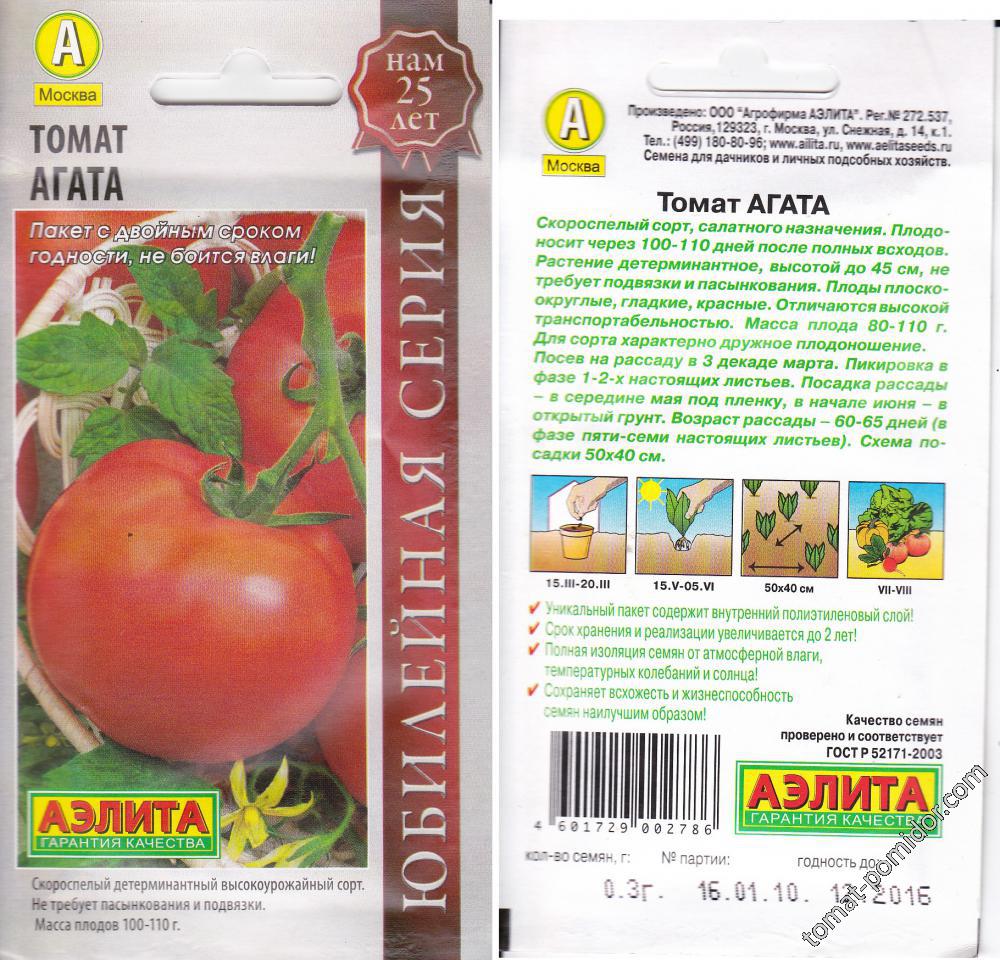 А
Москва
ТОМАТ
АГАТА
нам
25
лет
Пакет с двойным сроком
годности, не боится влаги!
ЮБИЛЕЙНАЯ СЕРИЯ
АЭЛИТА
ГАРАНТИЯ КАЧЕСТВА
Скороспелый детерминантный высокоурожайный сорт.
Не требует пасынкования и подвязки.
Масса плодов 100-110 г.
А
Москва
Произведено: ООО "Агрофирма АЭЛИТА". Рег.№ 272.537,
Россия,129323, г. Москва, ул. Снежная, д. 14, к.1.
Тел.: (499) 180-80-96; www.ailita.ru, www.aelitaseeds.ru
Семена для дачников и личных подсобных хозяйств.
Томат АГАТА
Скороспелый сорт, салатного назначения. Плодо-
носит через 100-110 дней после полных всходов.
Растение детерминантное, высотой до 45 см, не
требует подвязки и пасынкования. Плоды плоско-
округлые, гладкие, красные. Отличаются высокой
транспортабельностью. Масса плода 80-110 г.
Для сорта характерно дружное плодоношение.
Посев на рассаду в 3 декаде марта. Пикировка в
фазе 1-2-х настоящих листьев. Посадка рассады
– в середине мая под пленку, в начале июня – в
открытый грунт. Возраст рассады – 60-65 дней (в
фазе пяти-семи настоящих листьев). Схема по-
садки 50х40 см.
15.III-20.III
15.V-05.VI
50х40 см
VII-VIII
Уникальный пакет содержит внутренний полиэтиленовый слой!
Срок хранения и реализации увеличивается до 2 лет!
Полная изоляция семян от атмосферной влаги,
температурных колебаний и солнца!
Сохраняет всхожесть и жизнеспособность
семян наилучшим образом!
Качество семян
проверено и соответствует
ГОСТ Р 52171-2003
4 601729 002786
АЭЛИТА
ГАРАНТИЯ КАЧЕСТВА
кол-во семян, г: № партии: годность до:
0.3г. 16.01.10. 2016
tomat-pomidor.com